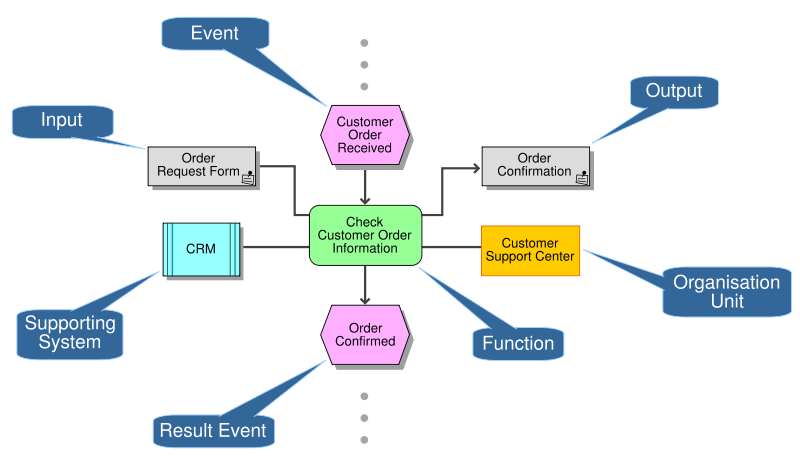 Event
Input
Output
Customer
Order
Received
Order
Request Form
Order
Confirmation
Check
Customer Order
Information
CRM
Customer
Support Center
Organisation
Unit
Supporting
System
Order
Confirmed
Function
Result Event